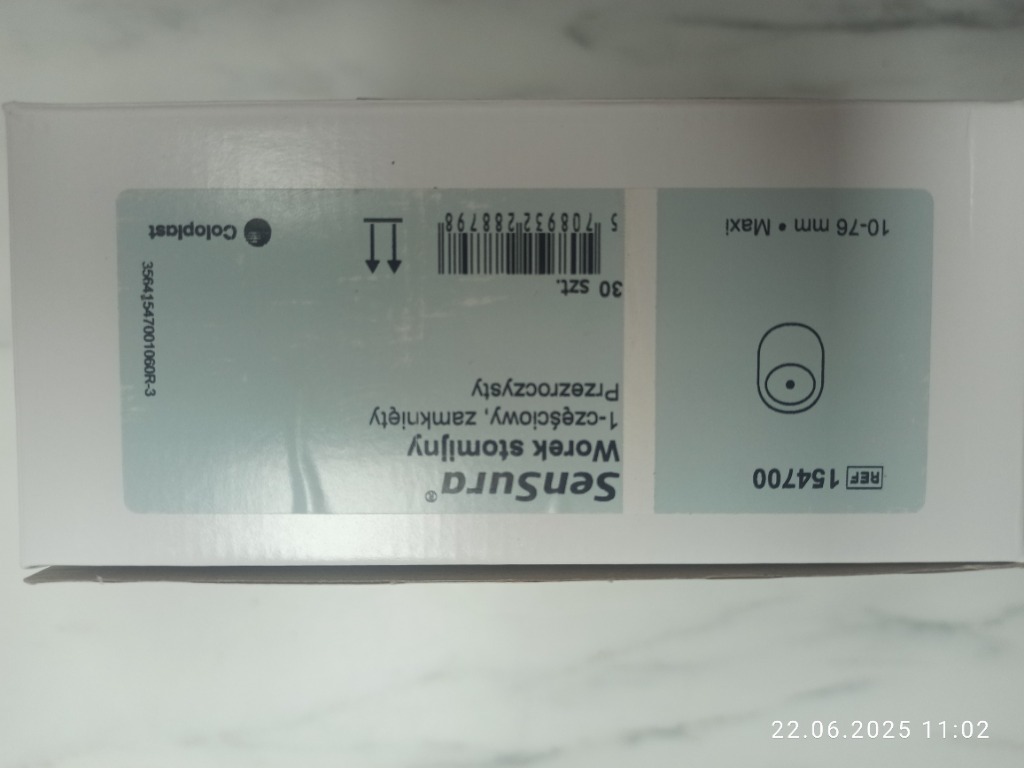 REF 154700
10-76 mm • Maxi
SenSura®
Worek stomijny
1-częściowy, zamknięty
Przezroczysty
30 szt.
5 708932 288798
Coloplast
35641547001060R-3
22.06.2025 11:02